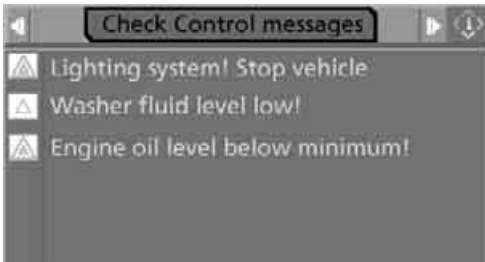 Check Control messages
Lighting system! Stop vehicle
Washer fluid level low!
Engine oil level below minimum!